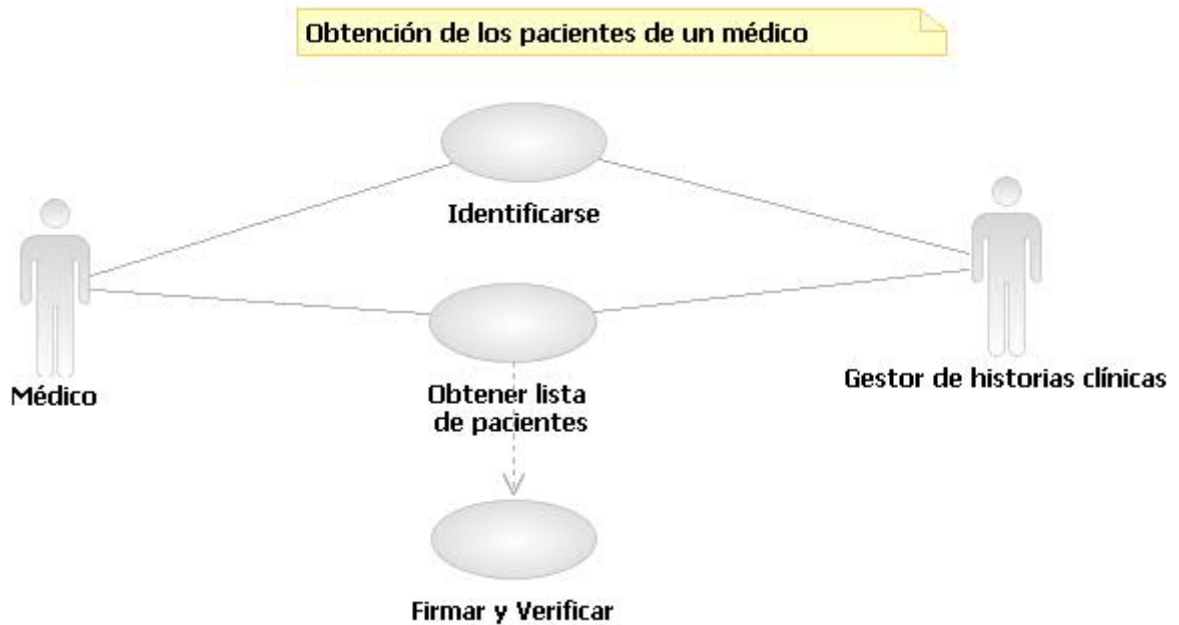 Obtención de los pacientes de un médico
Identificarse
Médico
Obtener lista
de pacientes
Gestor de historias clínicas
Firmar y Verificar